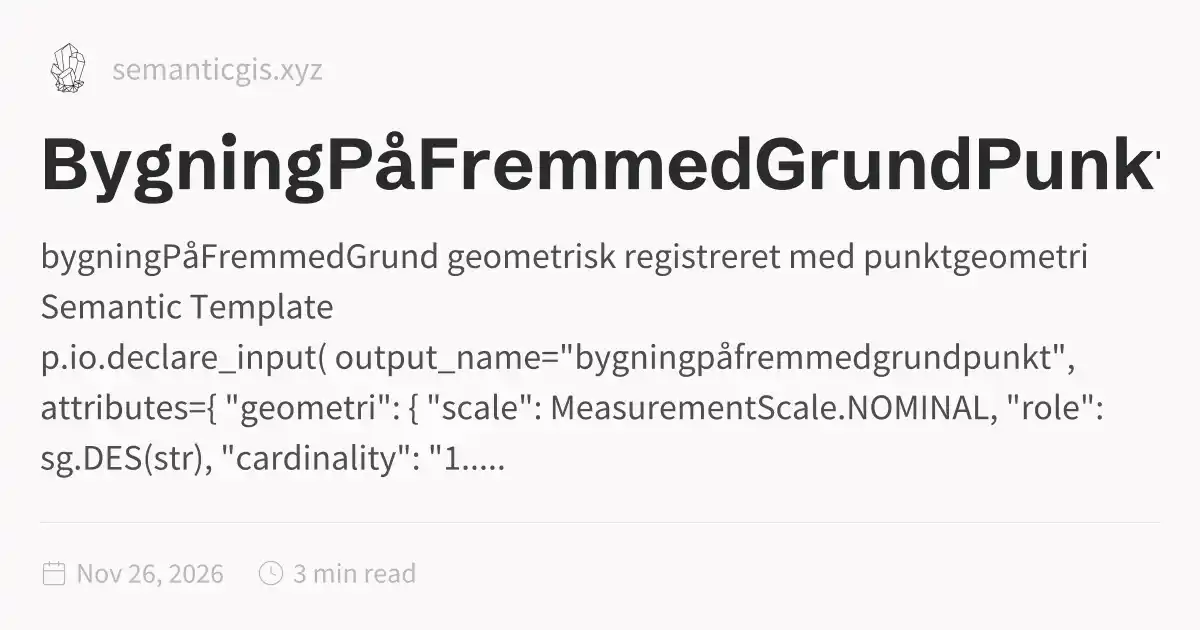 semanticgis.xyz
BygningPåFremmedGrundPunk
bygningPåFremmedGrund geometrisk registreret med punktgeometri
Semantic Template
p.io.declare_input( output_name="bygningpåfremmedgrundpunkt",
attributes={ "geometri": { "scale": MeasurementScale.NOMINAL, "role":
sg.DES(str), "cardinality": "1.....
Nov 26, 2026 3 min read